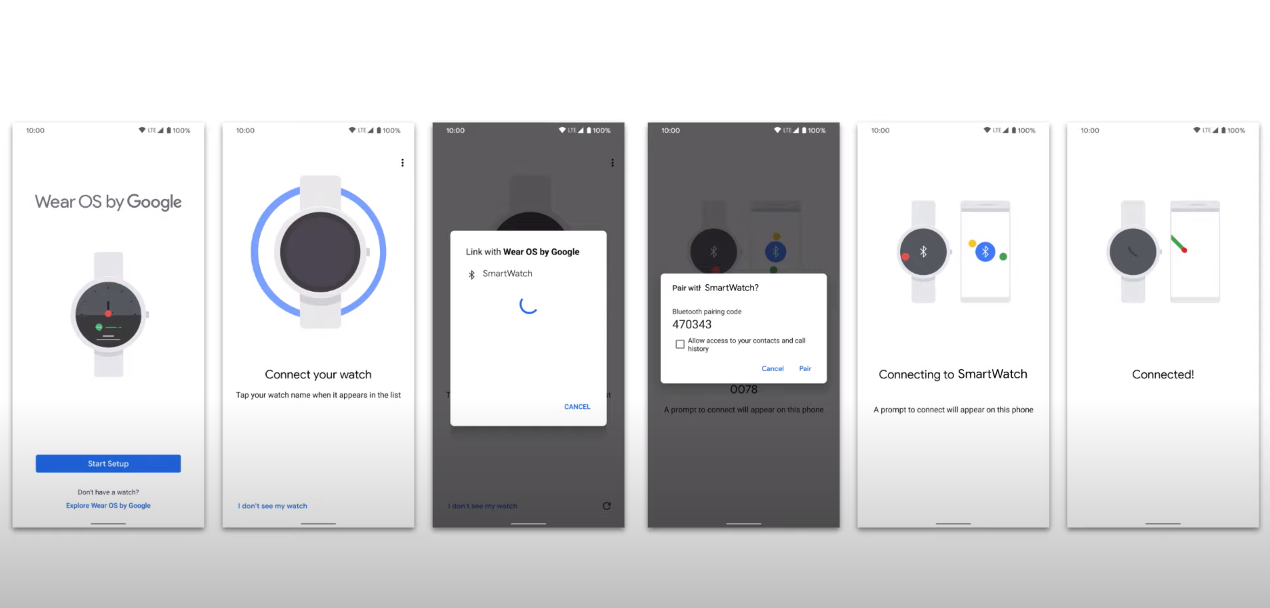 10:00 LTE 100%
Wear OS by Google
Start Setup
Don't have a watch?
Explore Wear OS by Google
10:00 LTE 100%
Connect your watch
Tap your watch name when it appears in the list
I don't see my watch
10:00 LTE 100%
Link with Wear OS by Google
SmartWatch
CANCEL
I don't see my watch
10:00 LTE 100%
Pair with SmartWatch?
Bluetooth pairing code
470343
Allow access to your contacts and call
history
Cancel Pair
0078
A prompt to connect will appear on this phone
10:00 LTE 100%
Connecting to SmartWatch
A prompt to connect will appear on this phone
10:00 LTE 100%
Connected!